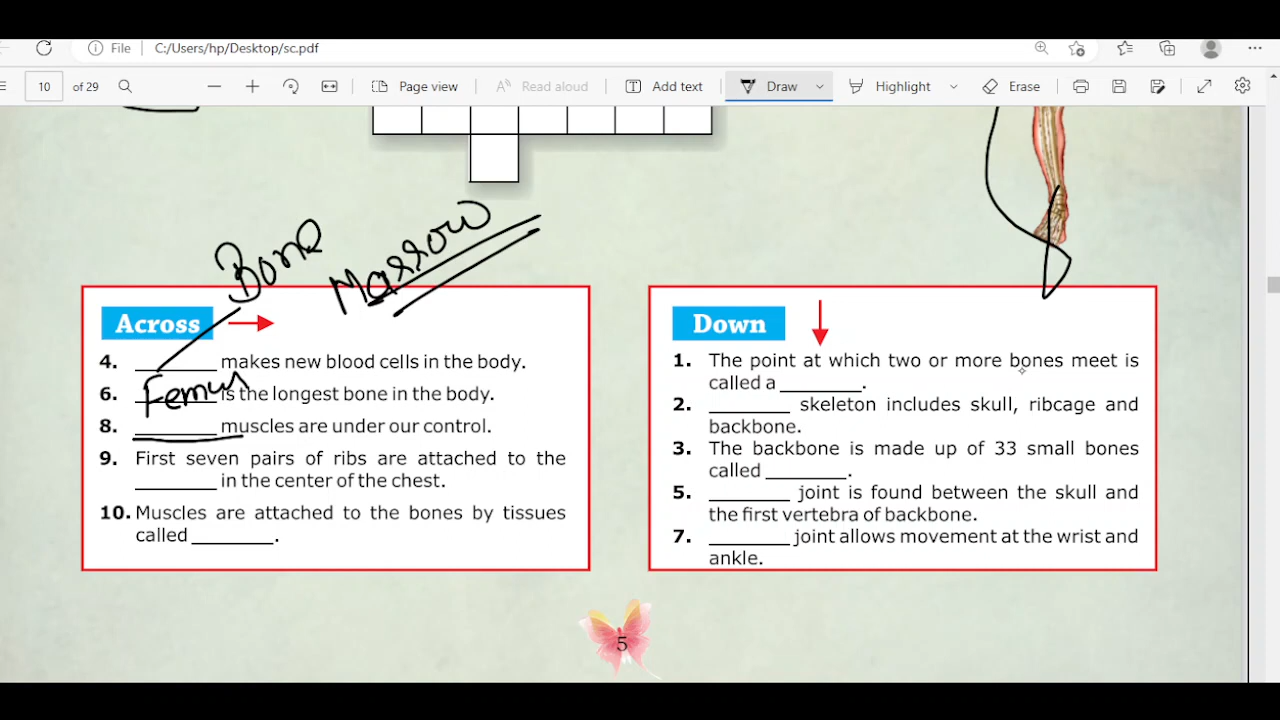 File C:/Users/hp/Desktop/sc.pdf
10 of 29 Page view Read aloud Add text Draw Highlight Erase
Bone Marrow
Across
4. ________ makes new blood cells in the body.
6. Femur is the longest bone in the body.
8. ________ muscles are under our control.
9. First seven pairs of ribs are attached to the
________ in the center of the chest.
10. Muscles are attached to the bones by tissues
called ________.
Down
1. The point at which two or more bones meet is
called a ________.
2. ________ skeleton includes skull, ribcage and
backbone.
3. The backbone is made up of 33 small bones
called ________.
5. ________ joint is found between the skull and
the first vertebra of backbone.
7. ________ joint allows movement at the wrist and
ankle.
5